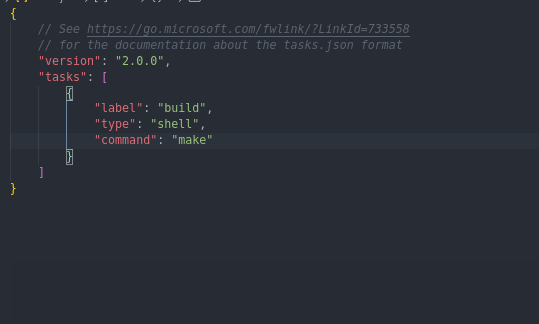 {
// See https://go.microsoft.com/fwlink/?LinkId=733558
// for the documentation about the tasks.json format
"version": "2.0.0",
"tasks": [
{
"label": "build",
"type": "shell",
"command": "make"
}
]
}